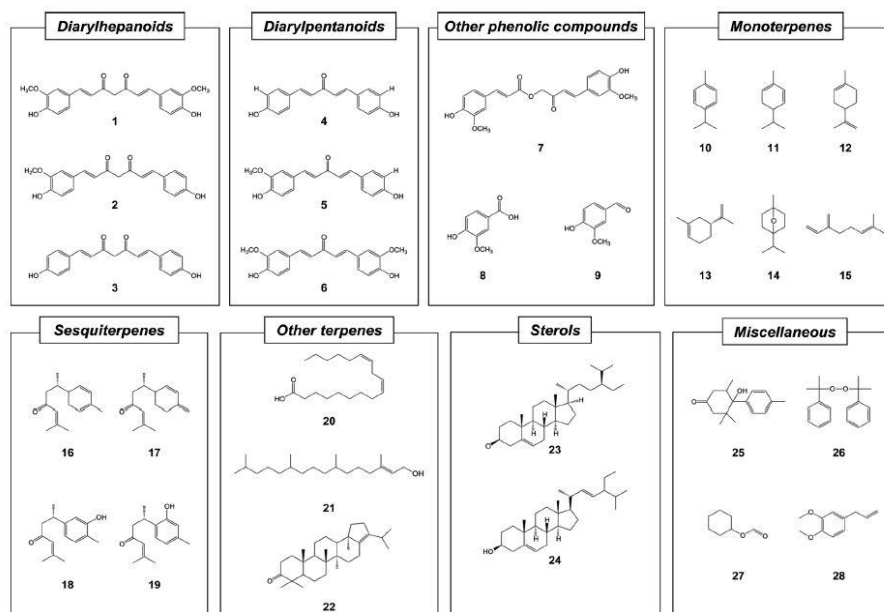 Diarylhepanoids
O O
H₃CO OCH₃
HO OH
1
O O
H₃CO
HO OH
2
O O
HO OH
3
Diarylpentanoids
H O H
HO OH
4
H₃CO O H
HO OH
5
H₃CO O OCH₃
HO OH
6
Other phenolic compounds
OH
O
O OCH₃
HO O
OCH₃
7
O
OH
HO
OCH₃
8
O
HO
OCH₃
9
Monoterpenes
10 11 12
O
13 14 15
Sesquiterpenes
O O
16 17
OH OH
O O
18 19
Other terpenes
O
HO
20
OH
21
O
22
Sterols
H
H H
O
23
H
H H
HO
24
Miscellaneous
OH O O
O
25 26
O O O
O
27 28